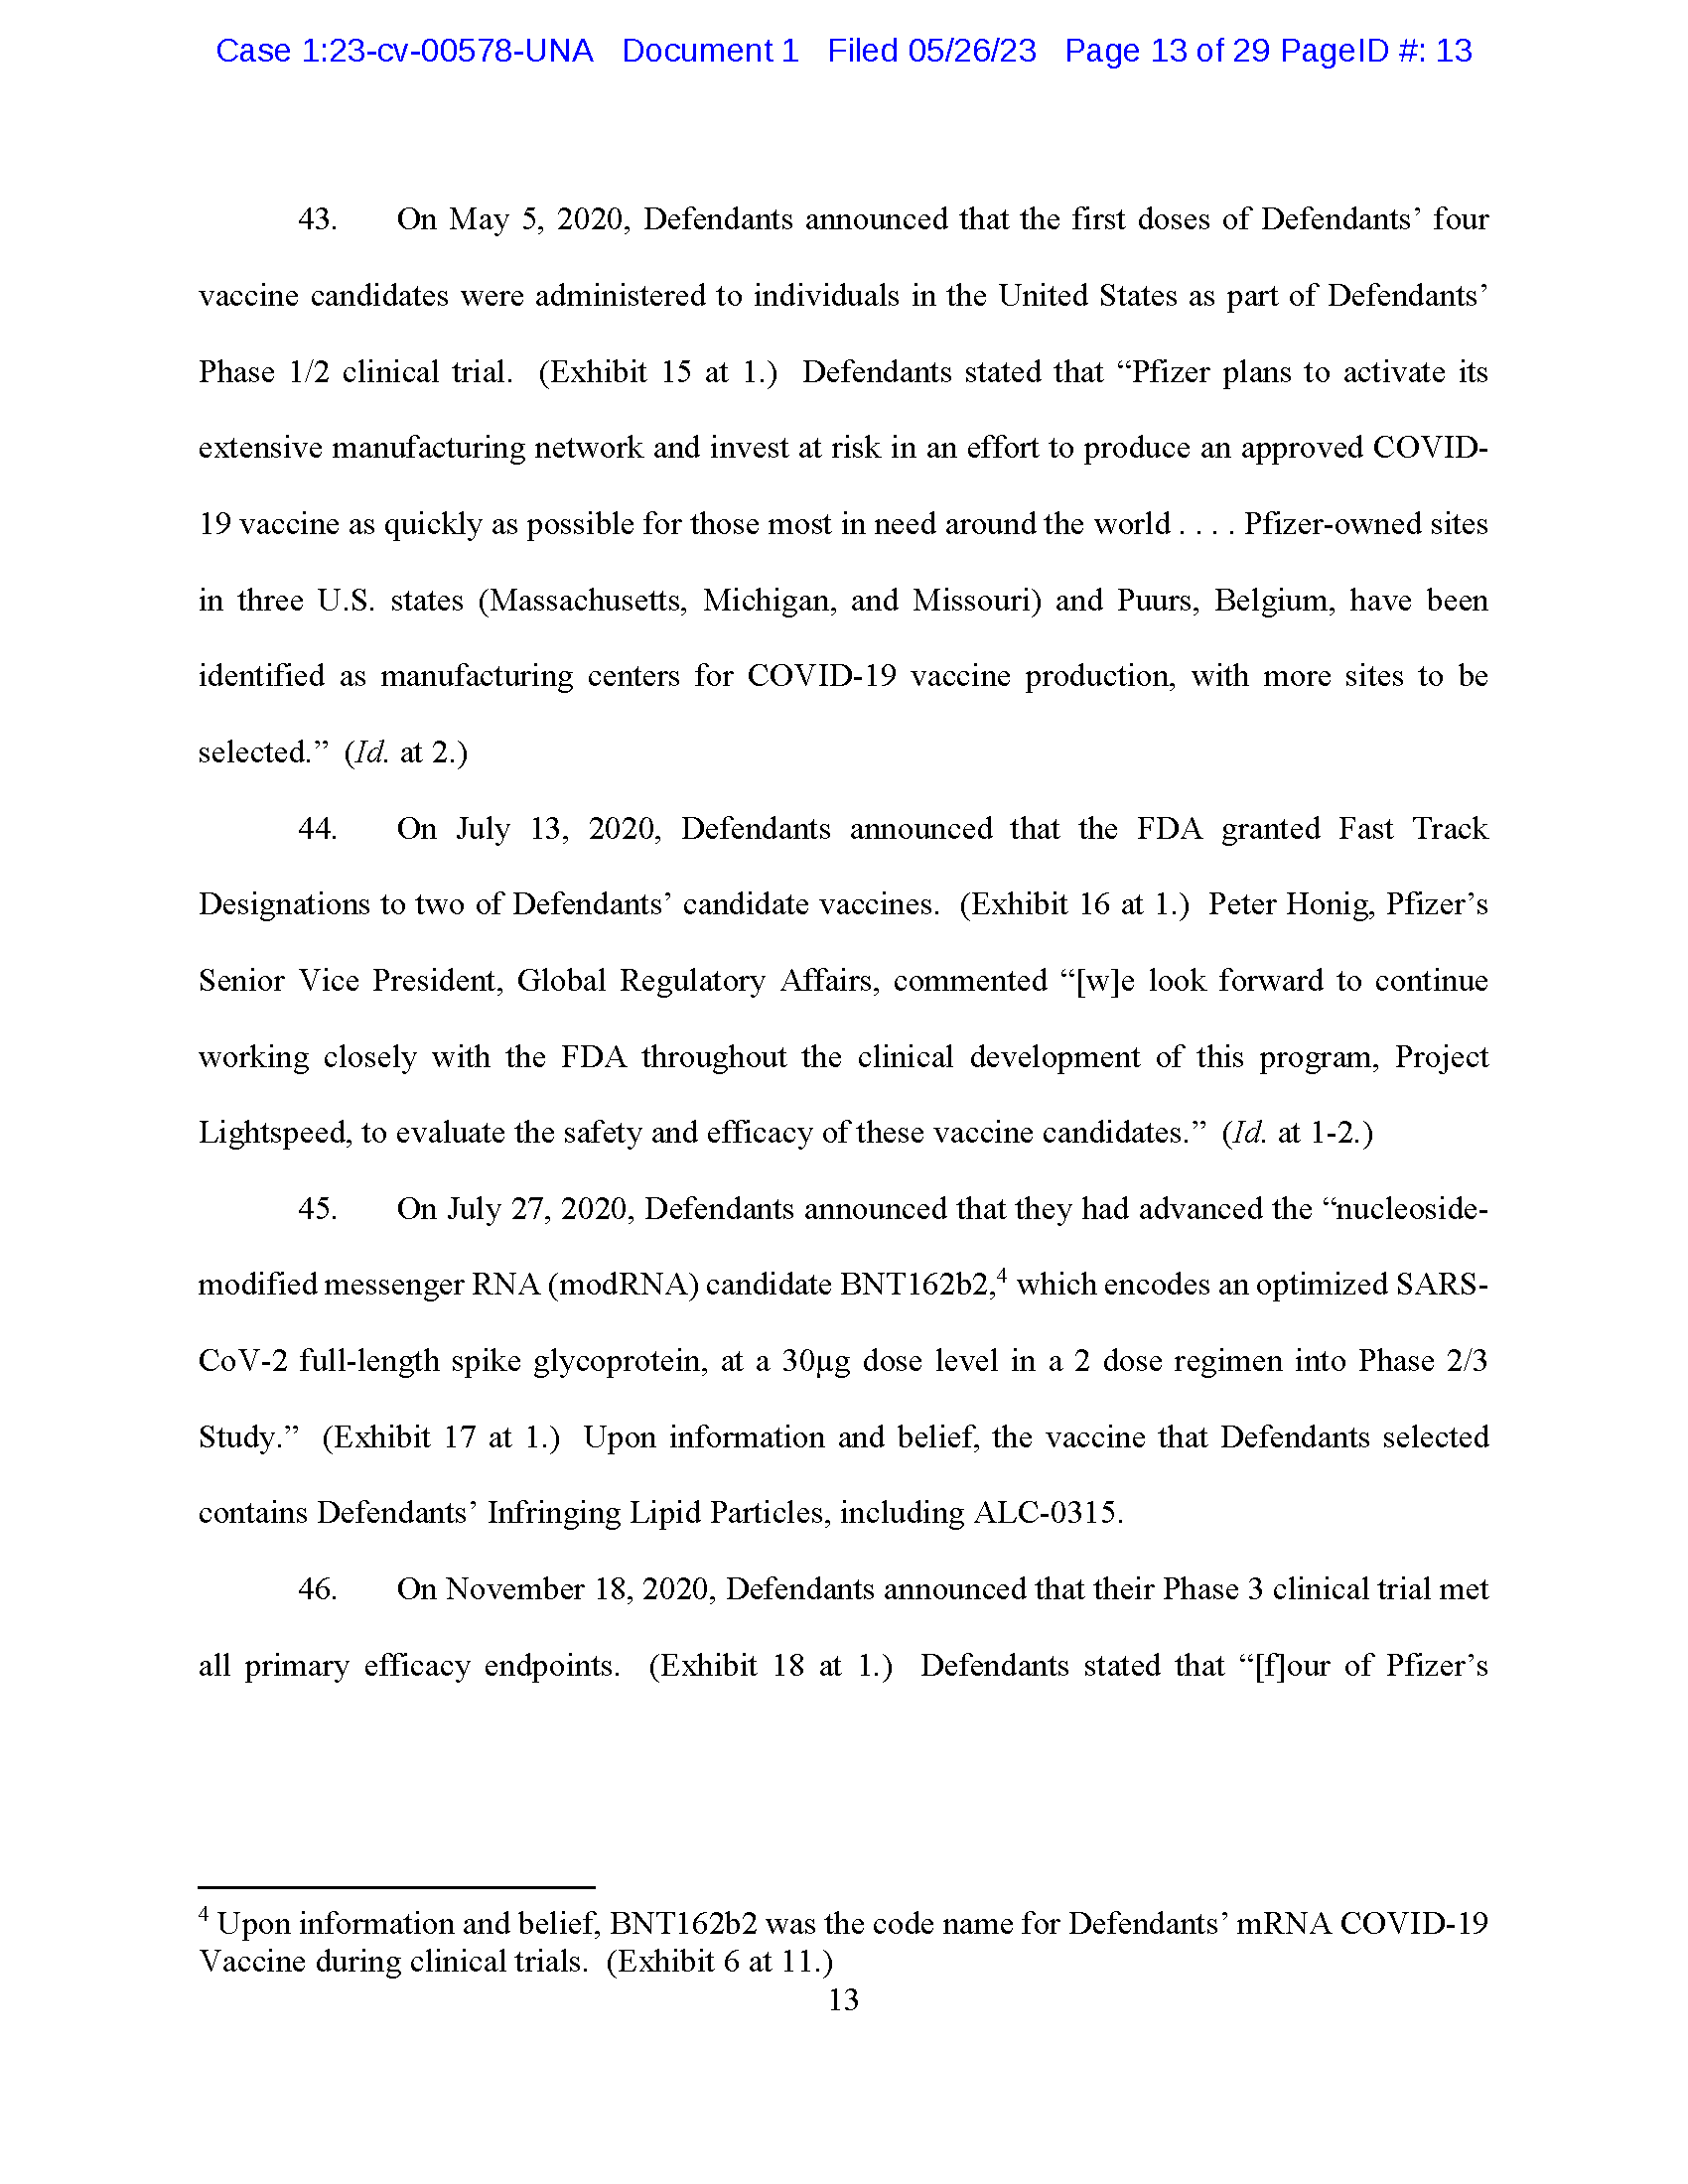 Case 1:23-cv-00578-UNA Document 1 Filed 05/26/23 Page 13 of 29 PageID #: 13
43. On May 5, 2020, Defendants announced that the first doses of Defendants’ four
vaccine candidates were administered to individuals in the United States as part of Defendants’
Phase 1/2 clinical trial. (Exhibit 15 at 1.) Defendants stated that “Pfizer plans to activate its
extensive manufacturing network and invest at risk in an effort to produce an approved COVID-
19 vaccine as quickly as possible for those most in need around the world . . . . Pfizer-owned sites
in three U.S. states (Massachusetts, Michigan, and Missouri) and Puurs, Belgium, have been
identified as manufacturing centers for COVID-19 vaccine production, with more sites to be
selected.” (Id. at 2.)
44. On July 13, 2020, Defendants announced that the FDA granted Fast Track
Designations to two of Defendants’ candidate vaccines. (Exhibit 16 at 1.) Peter Honig, Pfizer’s
Senior Vice President, Global Regulatory Affairs, commented “[w]e look forward to continue
working closely with the FDA throughout the clinical development of this program, Project
Lightspeed, to evaluate the safety and efficacy of these vaccine candidates.” (Id. at 1-2.)
45. On July 27, 2020, Defendants announced that they had advanced the “nucleoside-
modified messenger RNA (modRNA) candidate BNT162b2,4 which encodes an optimized SARS-
CoV-2 full-length spike glycoprotein, at a 30µg dose level in a 2 dose regimen into Phase 2/3
Study.” (Exhibit 17 at 1.) Upon information and belief, the vaccine that Defendants selected
contains Defendants’ Infringing Lipid Particles, including ALC-0315.
46. On November 18, 2020, Defendants announced that their Phase 3 clinical trial met
all primary efficacy endpoints. (Exhibit 18 at 1.) Defendants stated that “[f]our of Pfizer’s
4 Upon information and belief, BNT162b2 was the code name for Defendants’ mRNA COVID-19
Vaccine during clinical trials. (Exhibit 6 at 11.)
13